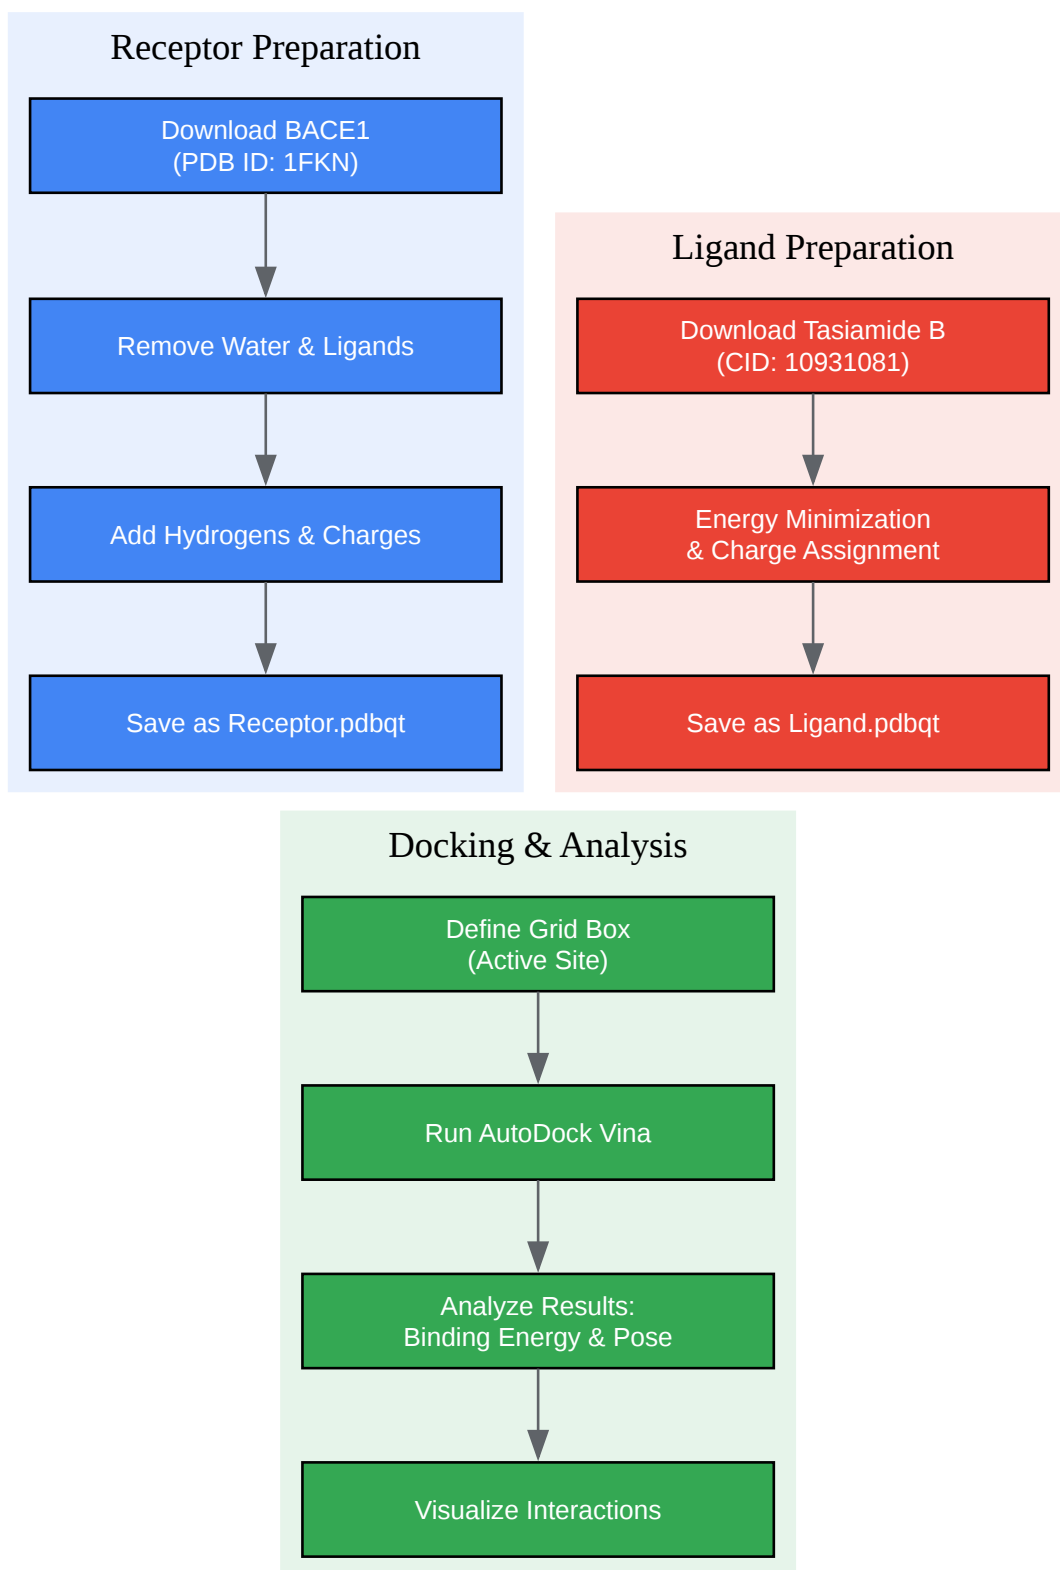 Receptor Preparation
Download BACE1
(PDB ID: 1FKN)
Remove Water & Ligands
Add Hydrogens & Charges
Save as Receptor.pdbqt
Ligand Preparation
Download Tasiamide B
(CID: 10931081)
Energy Minimization
& Charge Assignment
Save as Ligand.pdbqt
Docking & Analysis
Define Grid Box
(Active Site)
Run AutoDock Vina
Analyze Results:
Binding Energy & Pose
Visualize Interactions